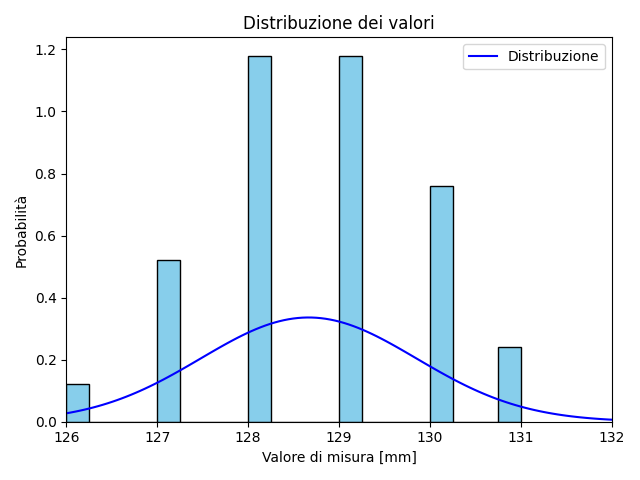 Distribuzione dei valori
Distribuzione
1.2
1.0
0.8
0.6
0.4
0.2
0.0
Probabilità
126 127 128 129 130 131 132
Valore di misura [mm]